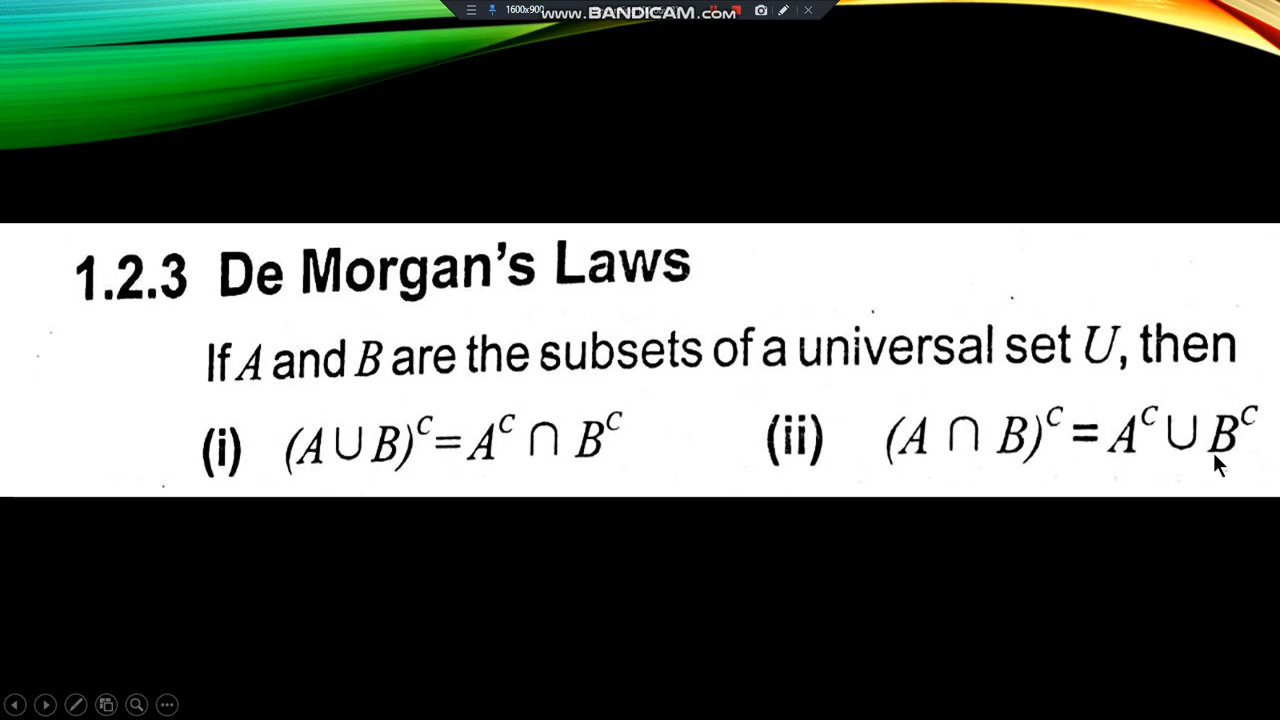 1600x900
www.BANDICAM.com
1.2.3 De Morgan's Laws
If A and B are the subsets of a universal set U, then
(i) (A ∪ B)ᶜ = Aᶜ ∩ Bᶜ (ii) (A ∩ B)ᶜ = Aᶜ ∪ Bᶜ